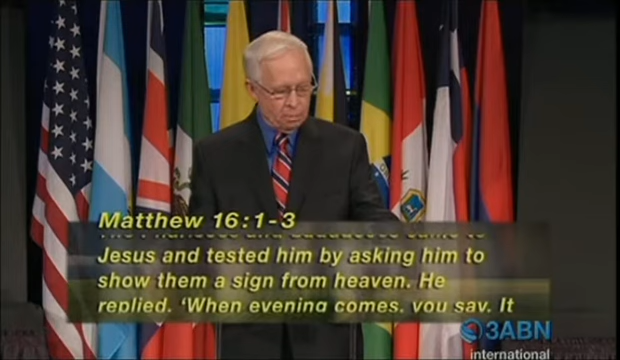 Matthew 16:1-3
Jesus and tested him by asking him to
show them a sign from heaven. He
replied, 'When evening comes, you say, It
3ABN
international